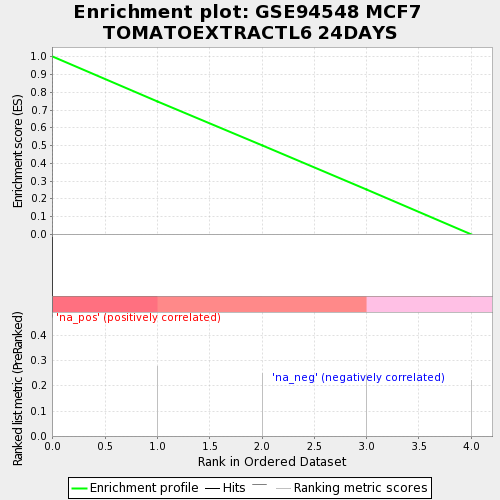 Enrichment plot: GSE94548 MCF7
TOMATOEXTRACTL6 24DAYS
Enrichment score (ES)
1.0
0.9
0.8
0.7
0.6
0.5
0.4
0.3
0.2
0.1
0.0
'na_pos' (positively correlated)
'na_neg' (negatively correlated)
Ranked list metric (PreRanked)
0.4
0.3
0.2
0.1
0.0
0.0 0.5 1.0 1.5 2.0 2.5 3.0 3.5 4.0
Rank in Ordered Dataset
Enrichment profile Hits Ranking metric scores